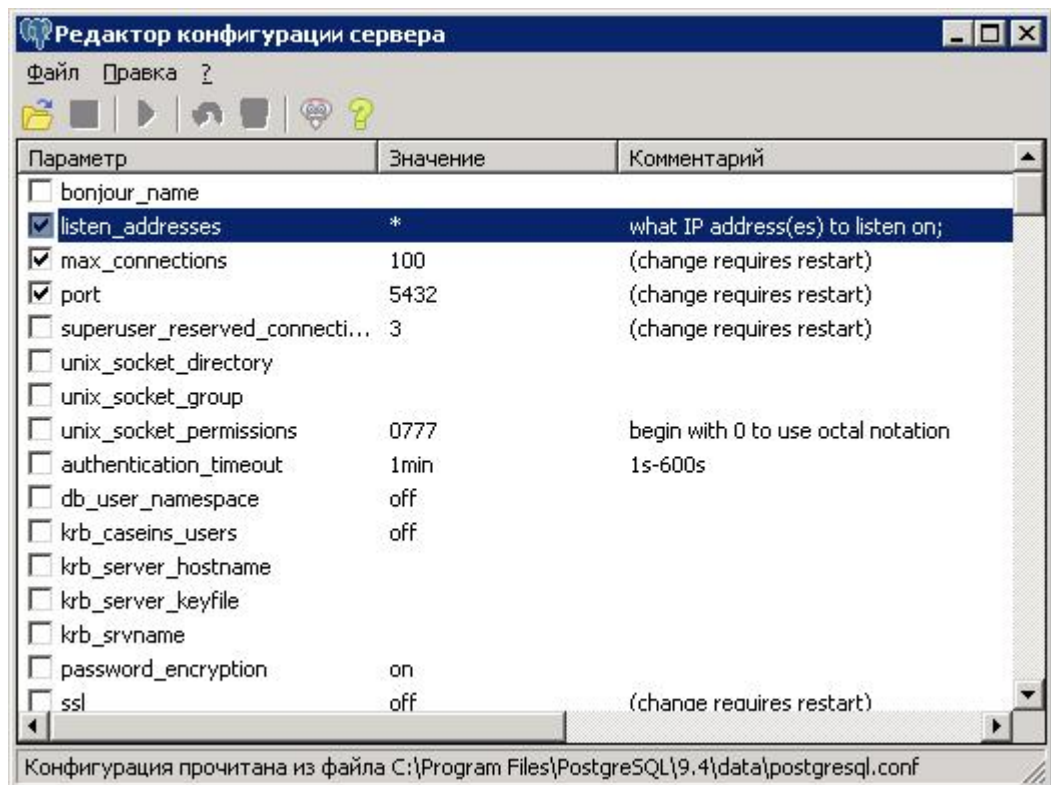 Редактор конфигурации сервера
Файл Правка ?
Параметр Значение Комментарий
bonjour_name
listen_addresses * what IP address(es) to listen on;
max_connections 100 (change requires restart)
port 5432 (change requires restart)
superuser_reserved_connecti... 3 (change requires restart)
unix_socket_directory
unix_socket_group
unix_socket_permissions 0777 begin with 0 to use octal notation
authentication_timeout 1min 1s-600s
db_user_namespace off
krb_caseins_users off
krb_server_hostname
krb_server_keyfile
krb_srvname
password_encryption on
ssl off (change requires restart)
Конфигурация прочитана из файла C:\Program Files\PostgreSQL\9.4\data\postgresql.conf